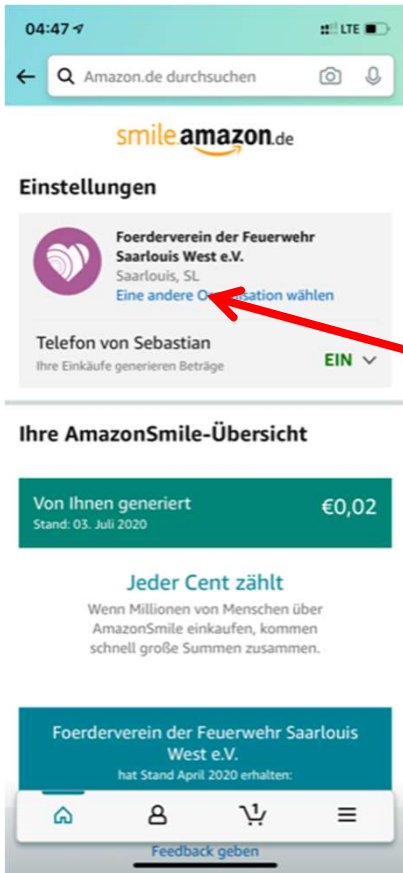 04:47 LTE
Amazon.de durchsuchen
smile.amazon.de
Einstellungen
Foerderverein der Feuerwehr
Saarlouis West e.V.
Saarlouis, SL
Eine andere Organisation wählen
Telefon von Sebastian
Ihre Einkäufe generieren Beträge
EIN
Ihre AmazonSmile-Übersicht
Von Ihnen generiert €0,02
Stand: 03. Juli 2020
Jeder Cent zählt
Wenn Millionen von Menschen über
AmazonSmile einkaufen, kommen
schnell große Summen zusammen.
Foerderverein der Feuerwehr Saarlouis
West e.V.
hat Stand April 2020 erhalten:
1
Feedback geben